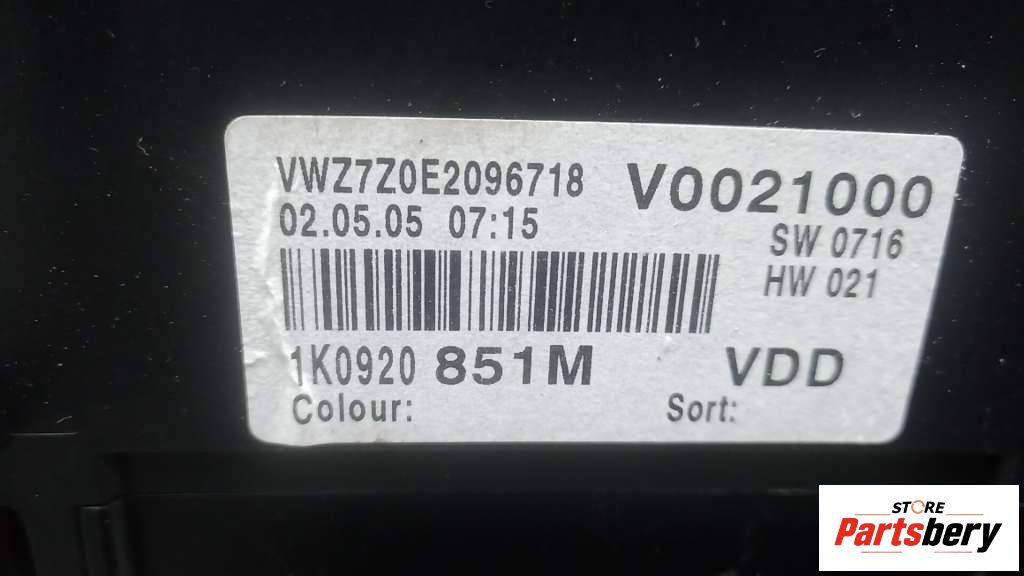 VWZ7Z0E2096718 V0021000
02.05.05 07:15 SW 0716
HW 021
1K0920 851M VDD
Colour: Sort:
STORE
Partsbery